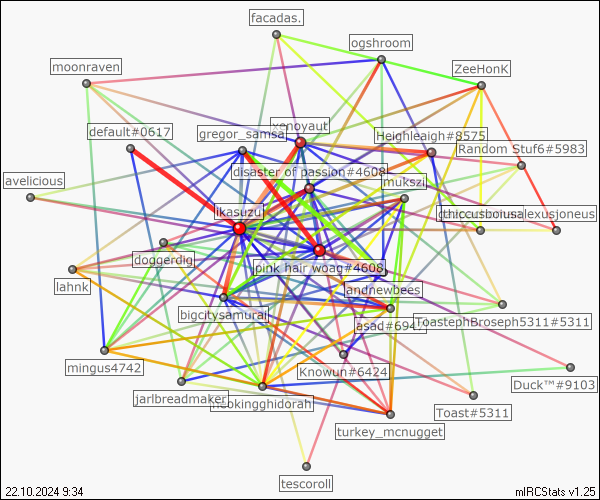 facadas.
ogshroom
moonraven
ZeeHonK
default#0617
gregor_samsa
xenoyaut
Heigheaigh#8575
Random Stuf6#5983
disaster of passion#4608
mukszi
avelicious
ikasuzu
doggerdig
pink hair woag#4608
lahnk
andnewbees
bigcitysamurai
asad#694
ToastephBroseph5311#5311
mingus4742
Knowun#6424
Duck™#9103
jarlbreadmaker
neokingghidorah
Toast#5311
turkey_mcnugget
tescoroll
22.10.2024 9:34
mIRCStats v1.25